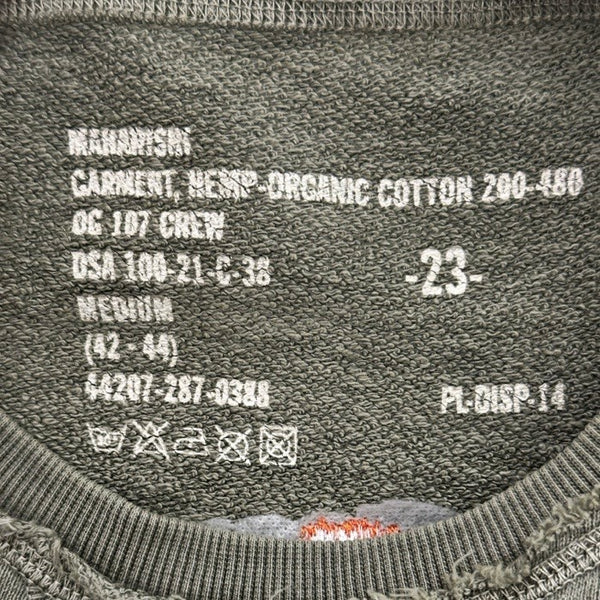 MAHARISHI
GARMENT, HEMP-ORGANIC COTTON 200-480
OG 107 CREW
DSA 100-21-C-38
-23-
MEDIUM
(42 - 44)
44207-287-0388
PL-DISP-14